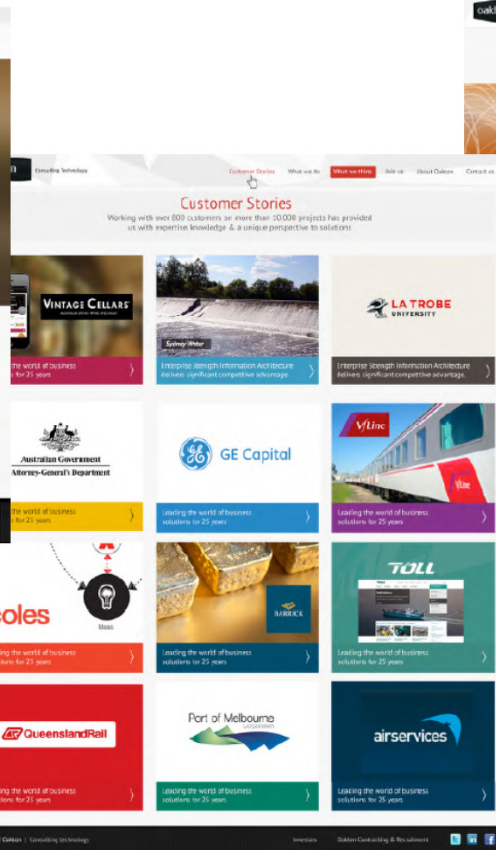 Consulting Technology
Customer Stories
What we do
What we think
Join us
About Oakton
Contact us
Customer Stories
Working with over 800 customers on more than 10,000 projects has provided
us with expertise knowledge & a unique perspective to solutions
VINTAGE CELLARS
the world of business
for 25 years
Sydney Water
Enterprise Strength Information Architecture
delivers significant competitive advantage.
LA TROBE
UNIVERSITY
Enterprise Strength Information Architecture
delivers significant competitive advantage.
Australian Government
Attorney-General's Department
the world of business
for 25 years
GE Capital
Leading the world of business
solutions for 25 years
V/Line
Leading the world of business
solutions for 25 years
oles
Ideas
ing the world of business
ions for 25 years
BARRICK
Leading the world of business
solutions for 25 years
TOLL
Leading the world of business
solutions for 25 years
QueenslandRail
ing the world of business
ions for 25 years
Port of Melbourne
CORPORATION
Leading the world of business
solutions for 25 years
airservices
Leading the world of business
solutions for 25 years
Oakton | Consulting technology
Investors
Oakton Contracting & Recruitment